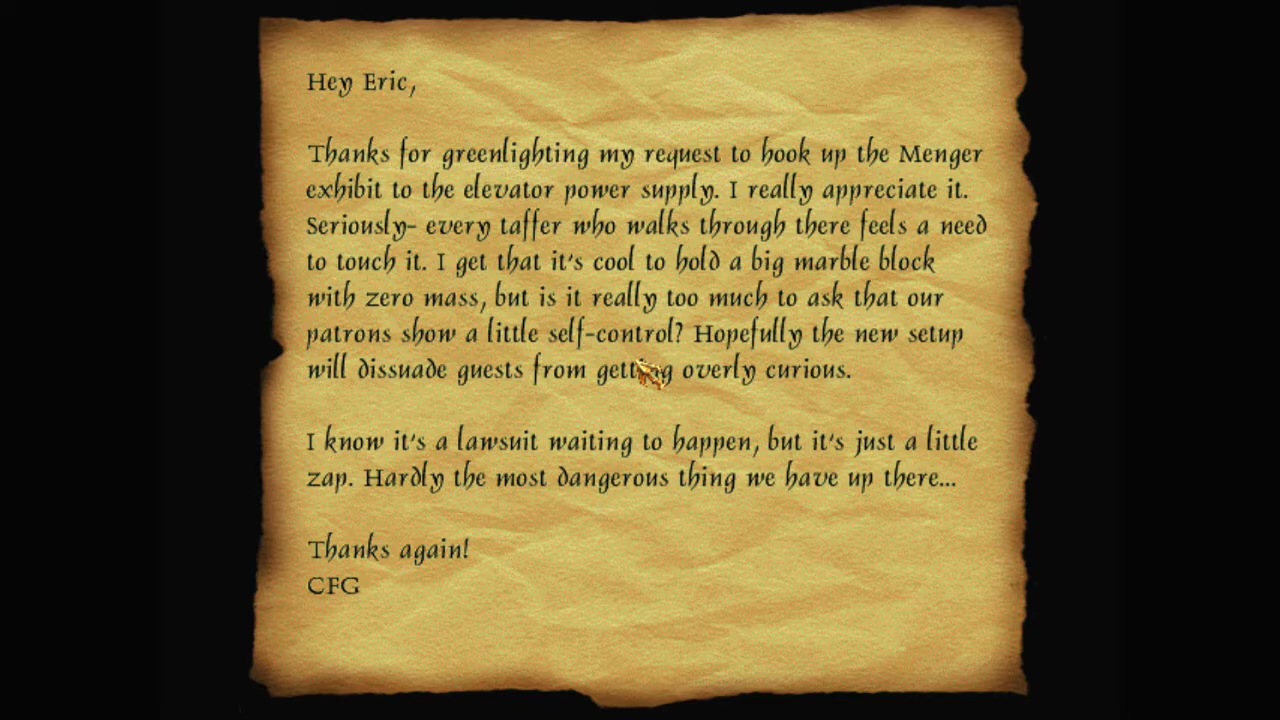 Hey Eric,
Thanks for greenlighting my request to hook up the Menger
exhibit to the elevator power supply. I really appreciate it.
Seriously- every taffer who walks through there feels a need
to touch it. I get that it's cool to hold a big marble block
with zero mass, but is it really too much to ask that our
patrons show a little self-control? Hopefully the new setup
will dissuade guests from getting overly curious.
I know it's a lawsuit waiting to happen, but it's just a little
zap. Hardly the most dangerous thing we have up there...
Thanks again!
CFG